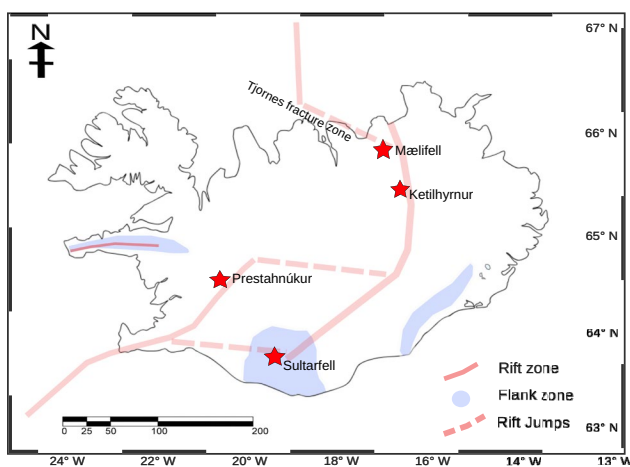 N
67° N
Tjornes fracture zone
66° N
Mælifell
Ketilhyrnur
65° N
Prestahnúkur
64° N
Sultarfell
Rift zone
Flank zone
Rift Jumps
63° N
0 25 50 100 200
24° W 22° W 20° W 18° W 16° W 14° W 13° W